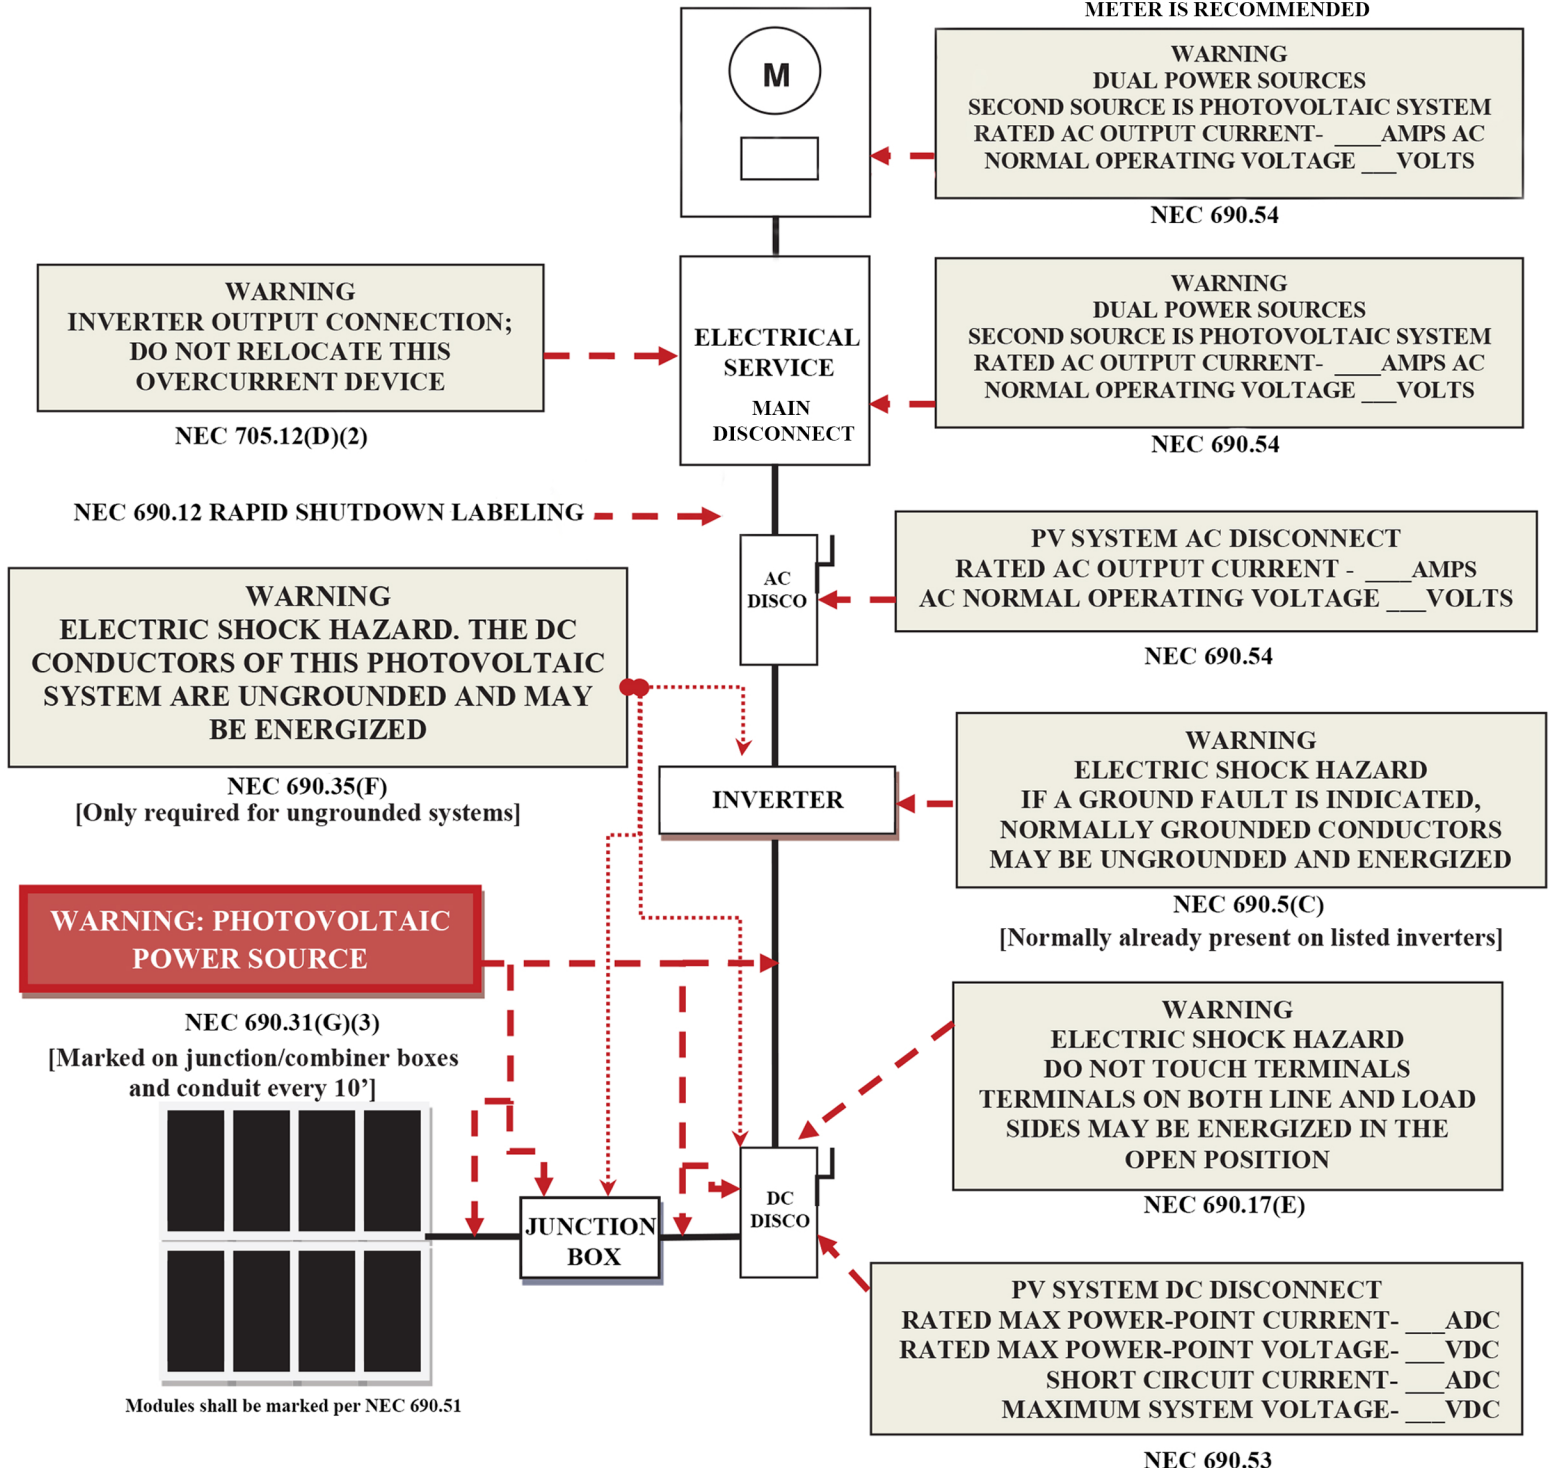 METER IS RECOMMENDED
M
WARNING
DUAL POWER SOURCES
SECOND SOURCE IS PHOTOVOLTAIC SYSTEM
RATED AC OUTPUT CURRENT- ____AMPS AC
NORMAL OPERATING VOLTAGE ___VOLTS
NEC 690.54
WARNING
INVERTER OUTPUT CONNECTION;
DO NOT RELOCATE THIS
OVERCURRENT DEVICE
NEC 705.12(D)(2)
ELECTRICAL
SERVICE
MAIN
DISCONNECT
WARNING
DUAL POWER SOURCES
SECOND SOURCE IS PHOTOVOLTAIC SYSTEM
RATED AC OUTPUT CURRENT- ____AMPS AC
NORMAL OPERATING VOLTAGE ___VOLTS
NEC 690.54
NEC 690.12 RAPID SHUTDOWN LABELING
AC
DISCO
PV SYSTEM AC DISCONNECT
RATED AC OUTPUT CURRENT - ____AMPS
AC NORMAL OPERATING VOLTAGE ___VOLTS
NEC 690.54
WARNING
ELECTRIC SHOCK HAZARD. THE DC
CONDUCTORS OF THIS PHOTOVOLTAIC
SYSTEM ARE UNGROUNDED AND MAY
BE ENERGIZED
NEC 690.35(F)
[Only required for ungrounded systems]
INVERTER
WARNING
ELECTRIC SHOCK HAZARD
IF A GROUND FAULT IS INDICATED,
NORMALLY GROUNDED CONDUCTORS
MAY BE UNGROUNDED AND ENERGIZED
NEC 690.5(C)
[Normally already present on listed inverters]
WARNING: PHOTOVOLTAIC
POWER SOURCE
NEC 690.31(G)(3)
[Marked on junction/combiner boxes
and conduit every 10’]
WARNING
ELECTRIC SHOCK HAZARD
DO NOT TOUCH TERMINALS
TERMINALS ON BOTH LINE AND LOAD
SIDES MAY BE ENERGIZED IN THE
OPEN POSITION
NEC 690.17(E)
JUNCTION
BOX
DC
DISCO
PV SYSTEM DC DISCONNECT
RATED MAX POWER-POINT CURRENT- ___ADC
RATED MAX POWER-POINT VOLTAGE- ___VDC
SHORT CIRCUIT CURRENT- ___ADC
MAXIMUM SYSTEM VOLTAGE- ___VDC
NEC 690.53
Modules shall be marked per NEC 690.51